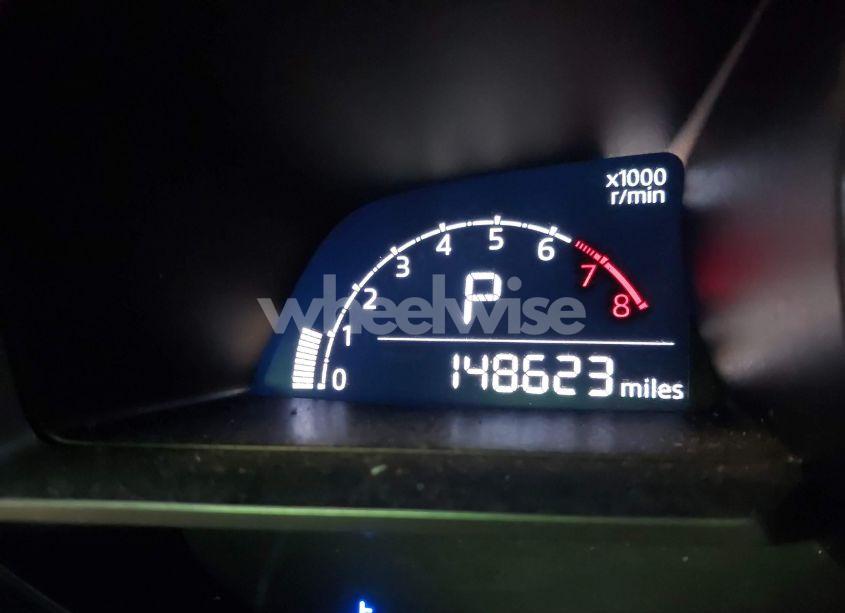 x1000
r/min
0 1 2 3 4 5 6 7 8
P
wheelwise
148623 miles